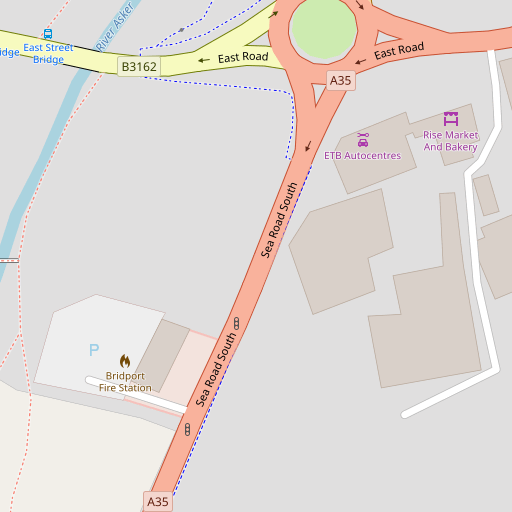 River Asker
East Street
Bridge
idge
B3162
East Road
East Road
A35
Rise Market
And Bakery
ETB Autocentres
Sea Road South
P
Sea Road South
Bridport
Fire Station
A35